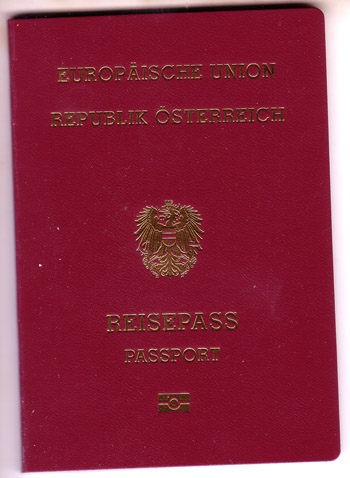 EUROPÄISCHE UNION
REPUBLIK ÖSTERREICH
REISEPASS
PASSPORT